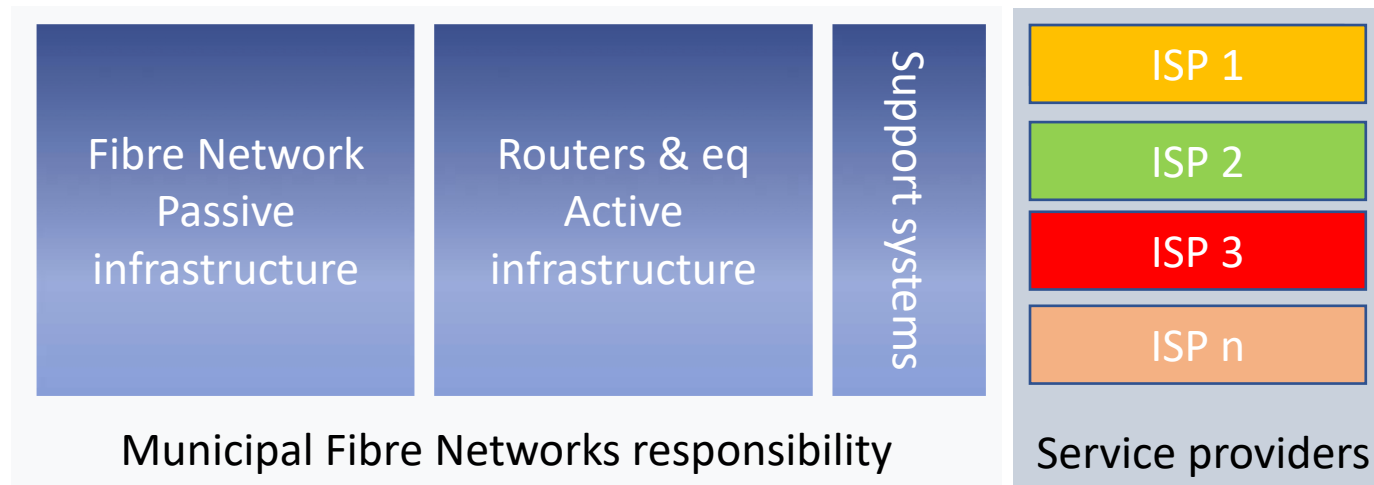 Fibre Network
Passive
infrastructure
Routers & eq
Active
infrastructure
Support systems
Municipal Fibre Networks responsibility
ISP 1
ISP 2
ISP 3
ISP n
Service providers